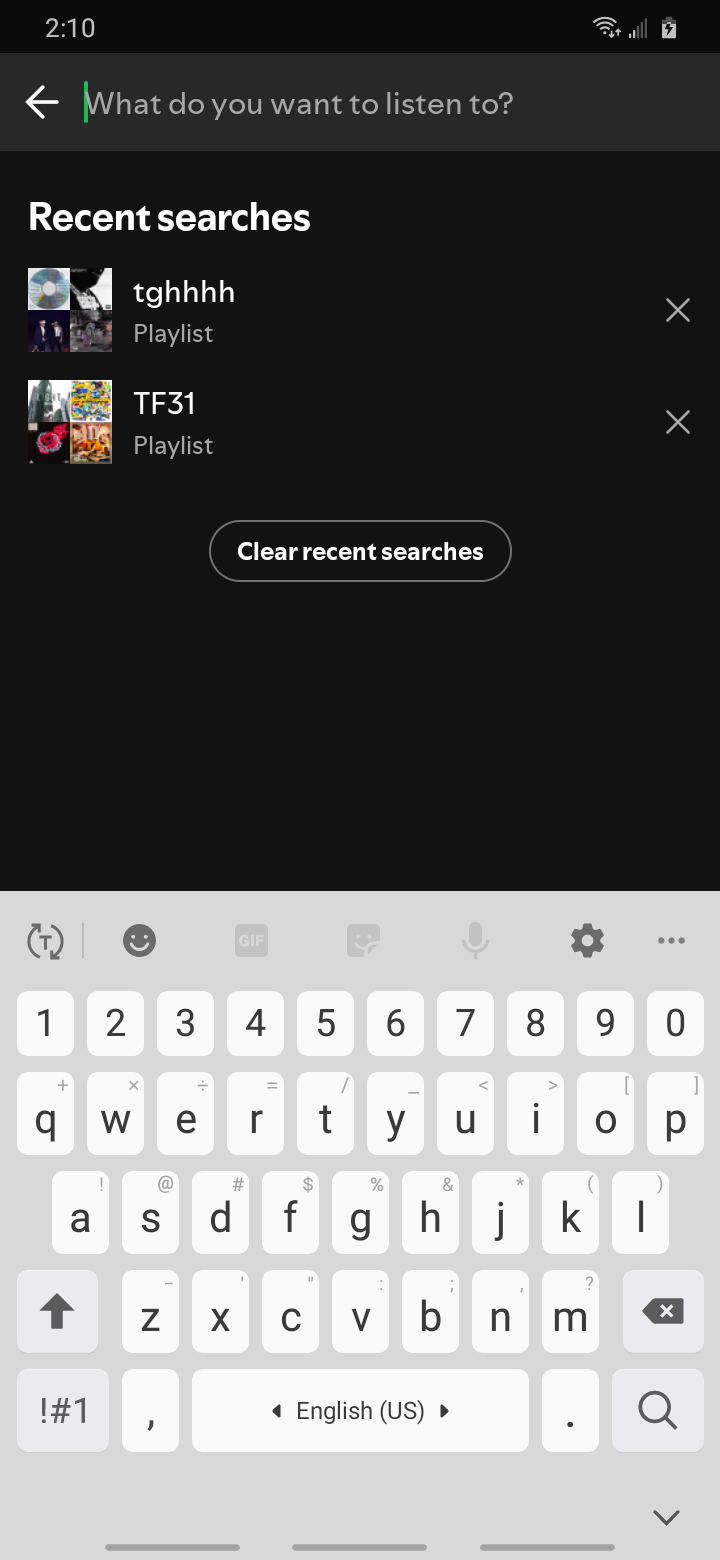 2:10
What do you want to listen to?
Recent searches
tghhhh
Playlist
TF31
Playlist
Clear recent searches
T GIF
1 2 3 4 5 6 7 8 9 0
+ × ÷ = / _ < > [ ]
q w e r t y u i o p
! @ # $ % & * ( )
a s d f g h j k l
- ' " : ; , ?
z x c v b n m
!#1 , English (US) .